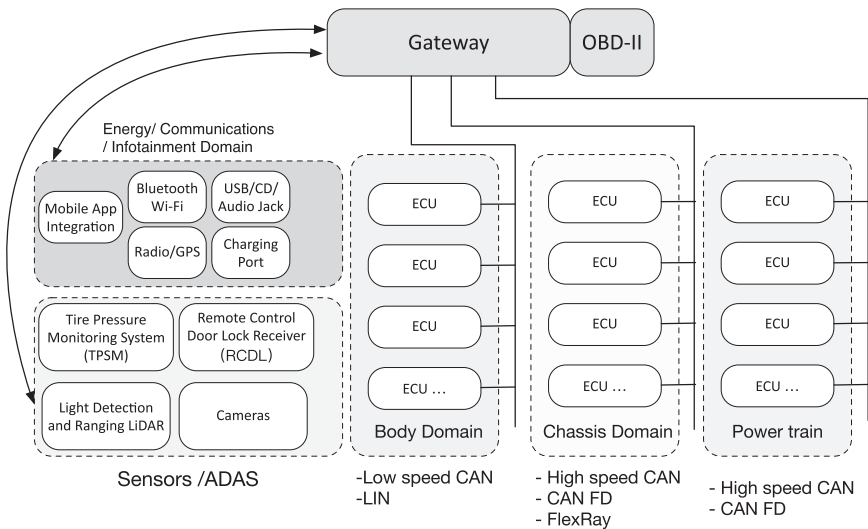 Gateway
OBD-II
Energy/ Communications
/ Infotainment Domain
Mobile App
Integration
Bluetooth
Wi-Fi
USB/CD/
Audio Jack
Radio/GPS
Charging
Port
Tire Pressure
Monitoring System
(TPSM)
Remote Control
Door Lock Receiver
(RCDL)
Light Detection
and Ranging LiDAR
Cameras
Sensors /ADAS
ECU
ECU
ECU
ECU ...
Body Domain
-Low speed CAN
-LIN
ECU
ECU
ECU
ECU ...
Chassis Domain
- High speed CAN
- CAN FD
- FlexRay
ECU
ECU
ECU
ECU ...
Power train
- High speed CAN
- CAN FD